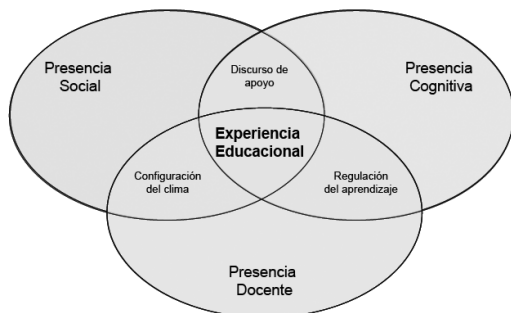 Presencia
Social
Discurso de
apoyo
Presencia
Cognitiva
Experiencia
Educacional
Configuración
del clima
Regulación
del aprendizaje
Presencia
Docente